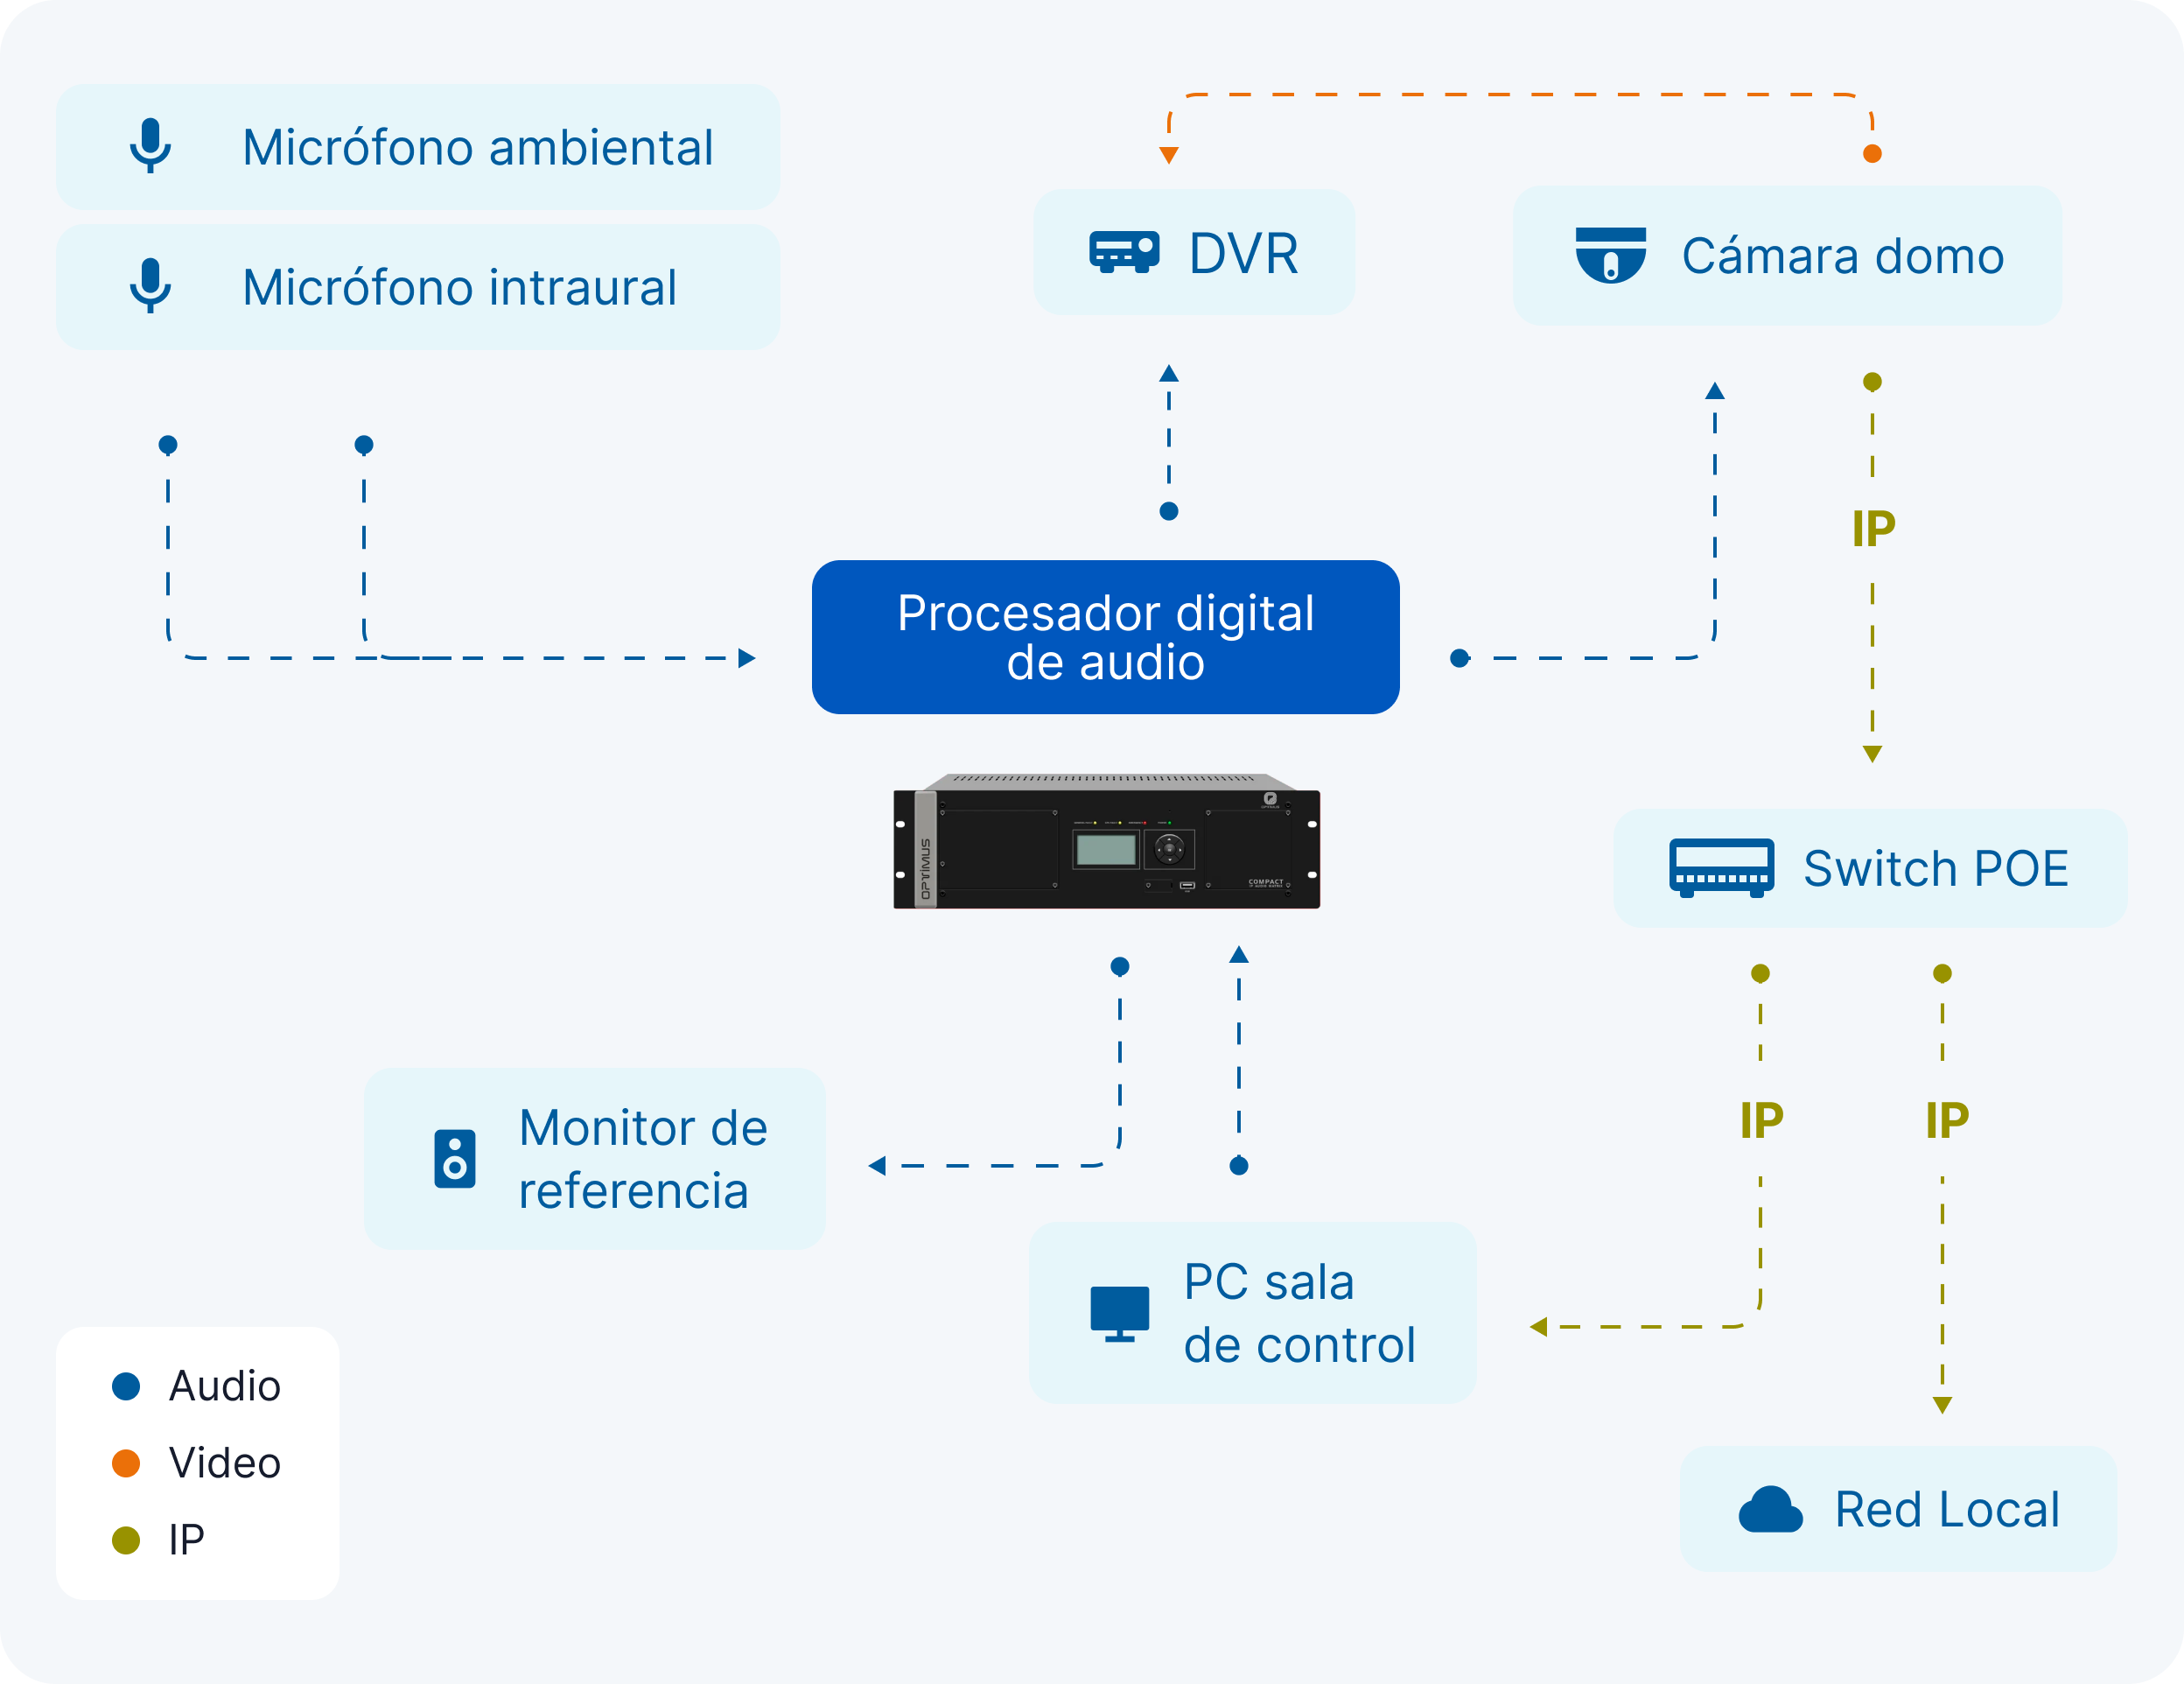 Micrófono ambiental
Micrófono intraural
DVR
Cámara domo
IP
Procesador digital
de audio
OPTIMUS
COMPACT
Switch POE
IP
IP
Monitor de
referencia
PC sala
de control
Red Local
Audio
Video
IP